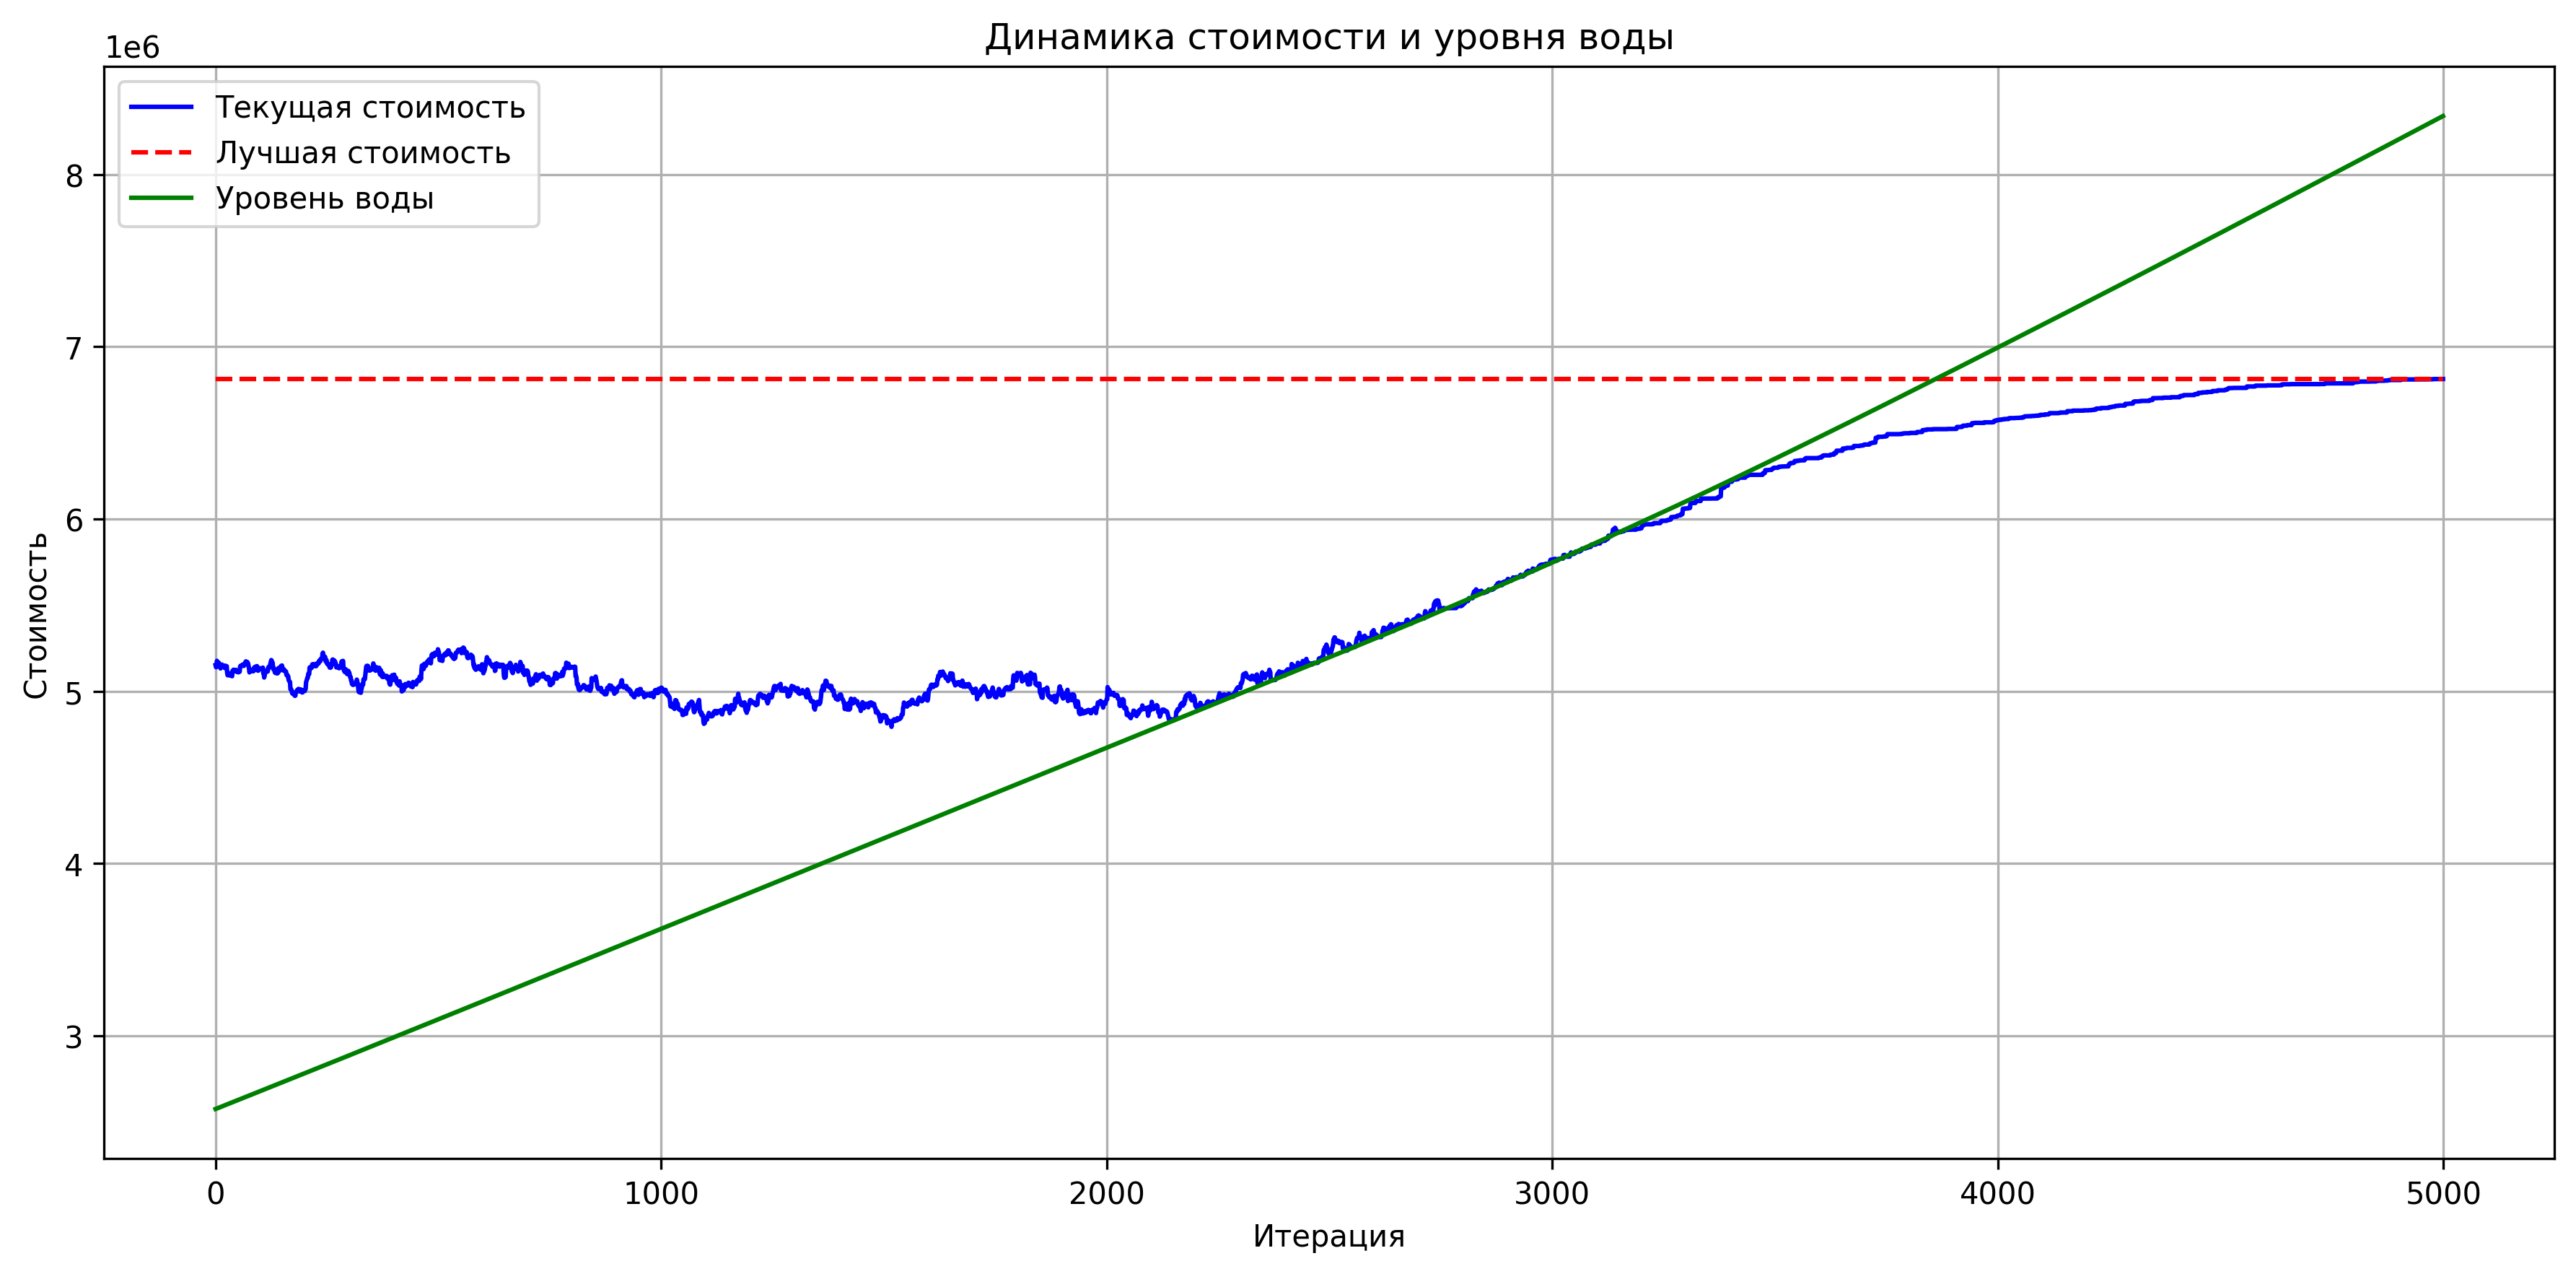 Динамика стоимости и уровня воды
1e6
Текущая стоимость
Лучшая стоимость
Уровень воды
8
7
6
5
4
3
Стоимость
0 1000 2000 3000 4000 5000
Итерация